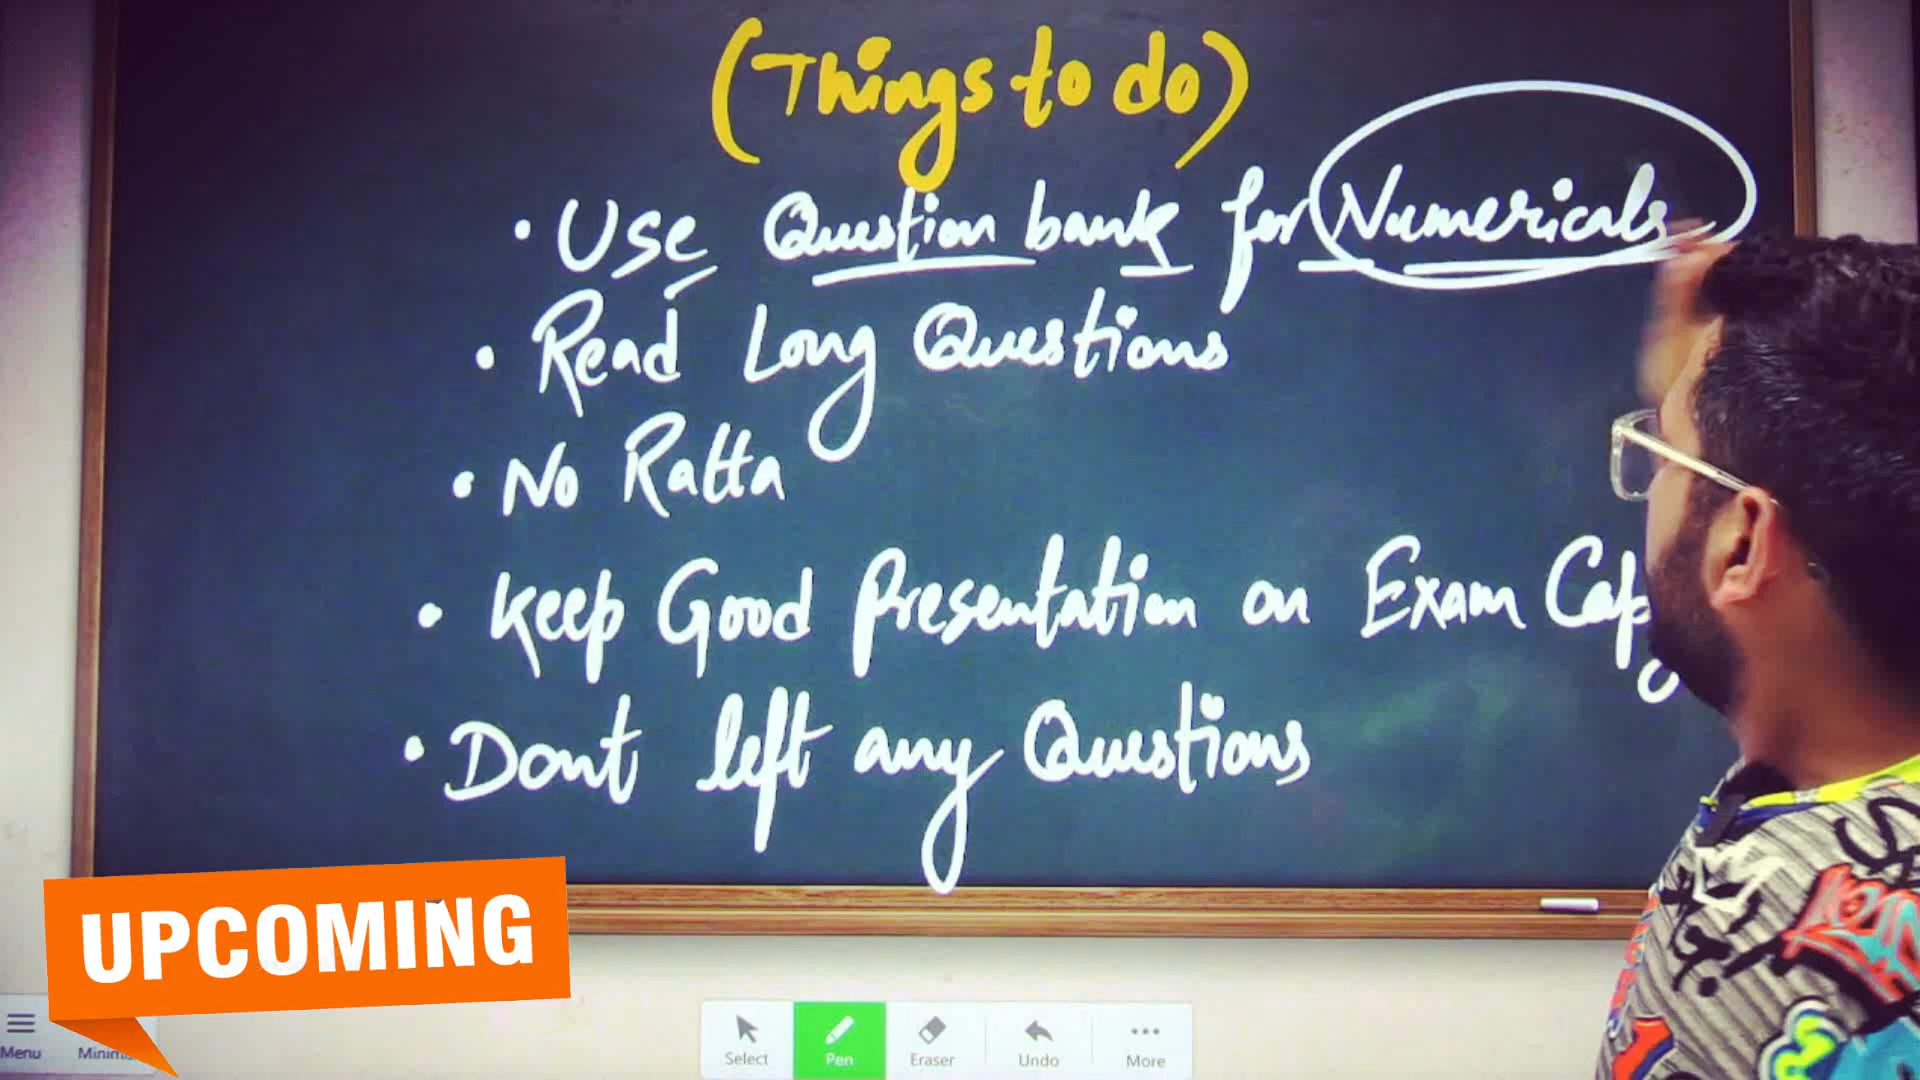 (Things to do)
• Use Question bank for Numericals
• Read Long Questions
• No Ratta
• Keep Good Presentation on Exam
• Dont left any Questions
UPCOMING
Menu
Select Pen Eraser Undo More